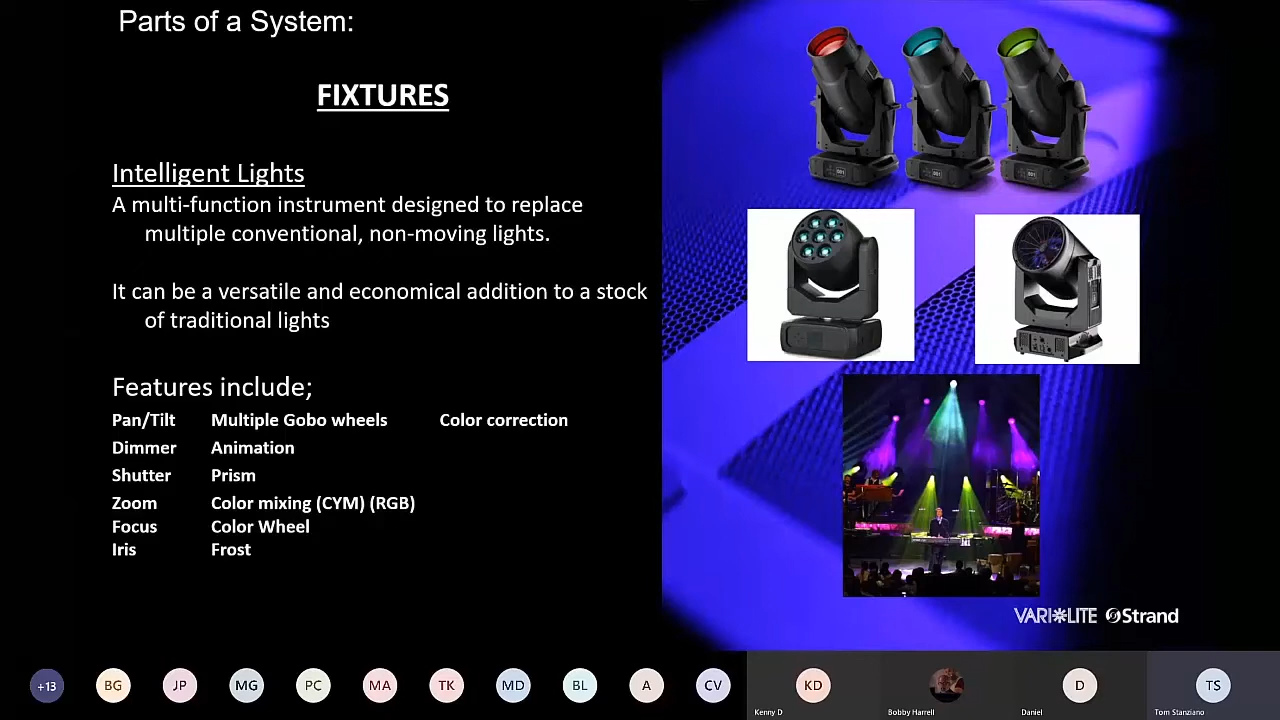 Parts of a System:
FIXTURES
Intelligent Lights
A multi-function instrument designed to replace
multiple conventional, non-moving lights.
It can be a versatile and economical addition to a stock
of traditional lights
Features include;
Pan/Tilt Multiple Gobo wheels Color correction
Dimmer Animation
Shutter Prism
Zoom Color mixing (CYM) (RGB)
Focus Color Wheel
Iris Frost
VARI*LITE Strand
+13 BG JP MG PC MA TK MD BL A CV KD D TS
Kenny D Bobby Harrell Daniel Tom Stanziano